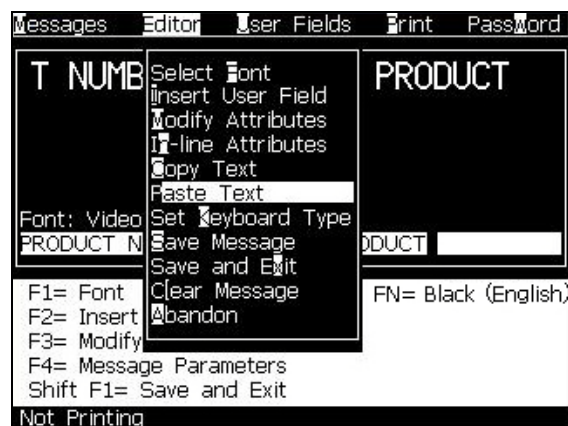 Messages Editor User Fields Print PassWord
T NUMB PRODUCT
Select Font
Insert User Field
Modify Attributes
In-line Attributes
Copy Text
Paste Text
Font: Video
Set Keyboard Type
PRODUCT N
Save Message
ODUCT
Save and Exit
Clear Message
Abandon
F1= Font
FN= Black (English)
F2= Insert
F3= Modify
F4= Message Parameters
Shift F1= Save and Exit
Not Printing